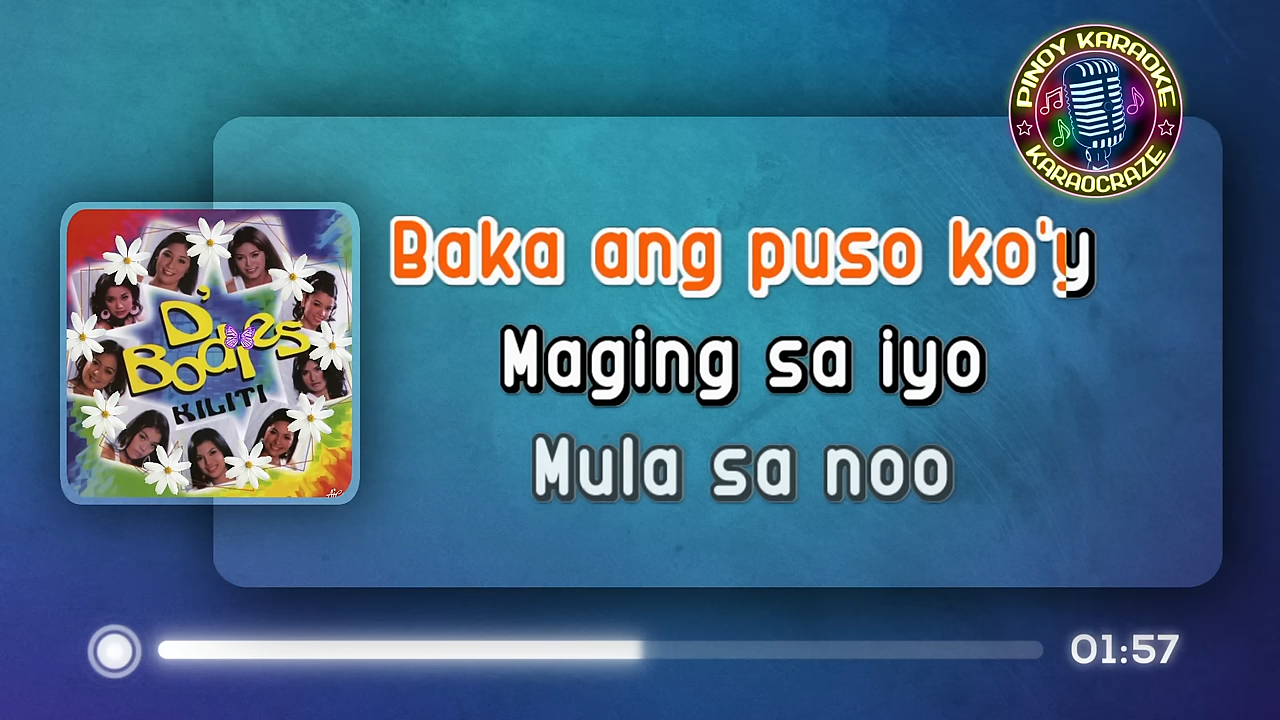 PINOY KARAOKE
KARAOCRAZE
Baka ang puso ko'y
Maging sa iyo
Mula sa noo
D'
Bodies
KILITI
01:57